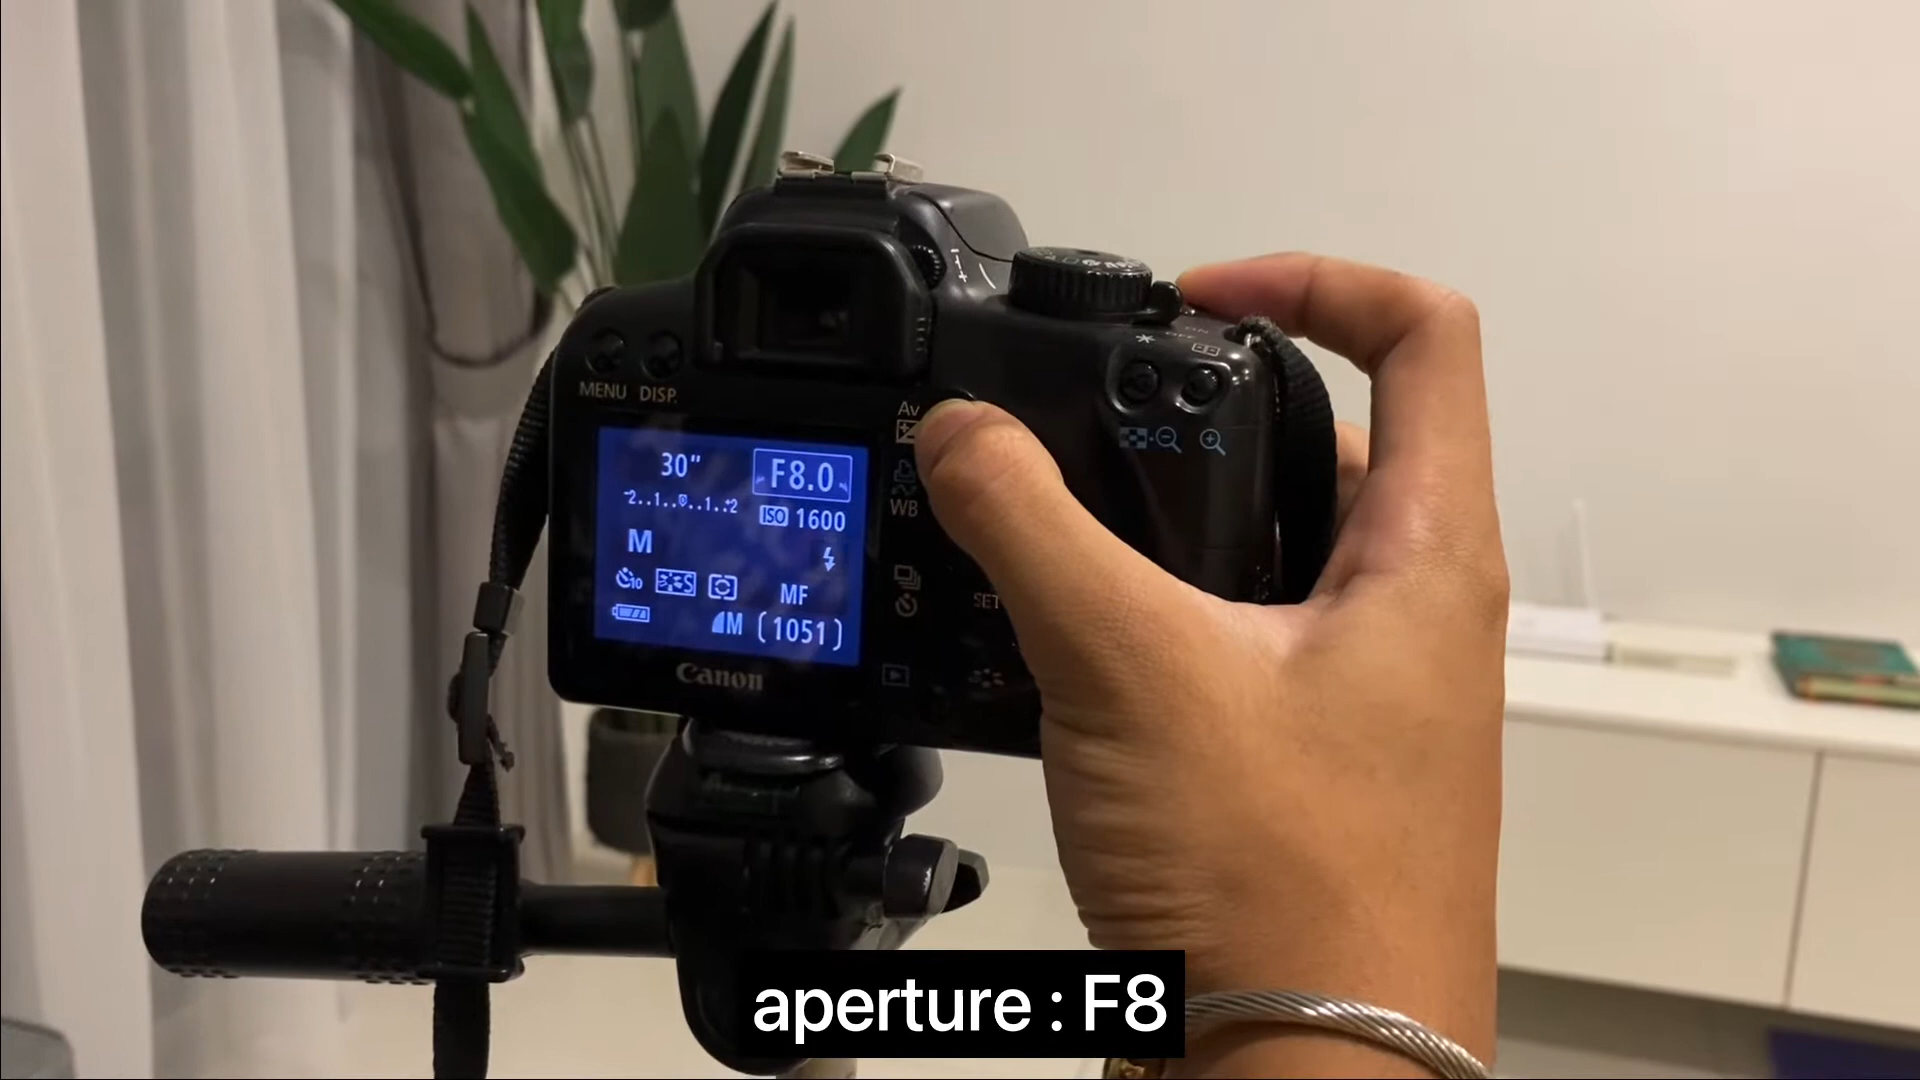 MENU DISP.
Av
WB
30" F8.0
-2..1..0..1..+2
ISO 1600
M
10 S
MF
M (1051)
SET
Canon
aperture : F8